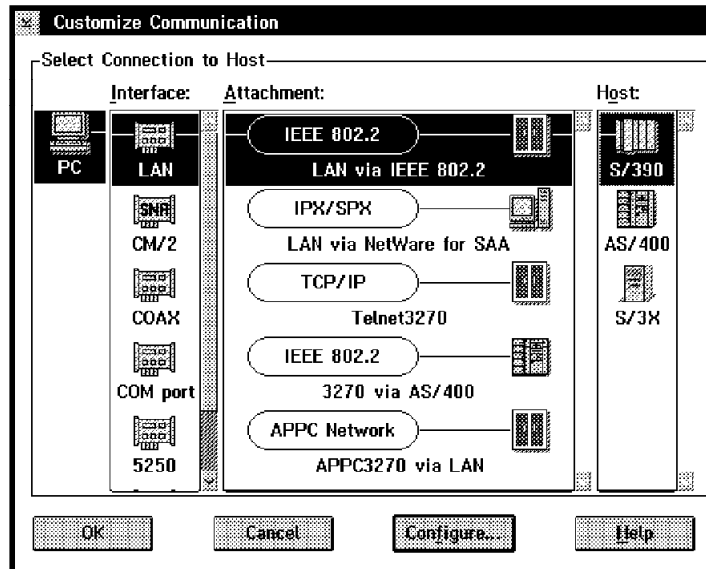 Customize Communication
Select Connection to Host
Interface: Attachment: Host:
PC
LAN
SNA
CM/2
COAX
COM port
5250
IEEE 802.2
LAN via IEEE 802.2
IPX/SPX
LAN via NetWare for SAA
TCP/IP
Telnet3270
IEEE 802.2
3270 via AS/400
APPC Network
APPC3270 via LAN
S/390
AS/400
S/3X
OK Cancel Configure... Help